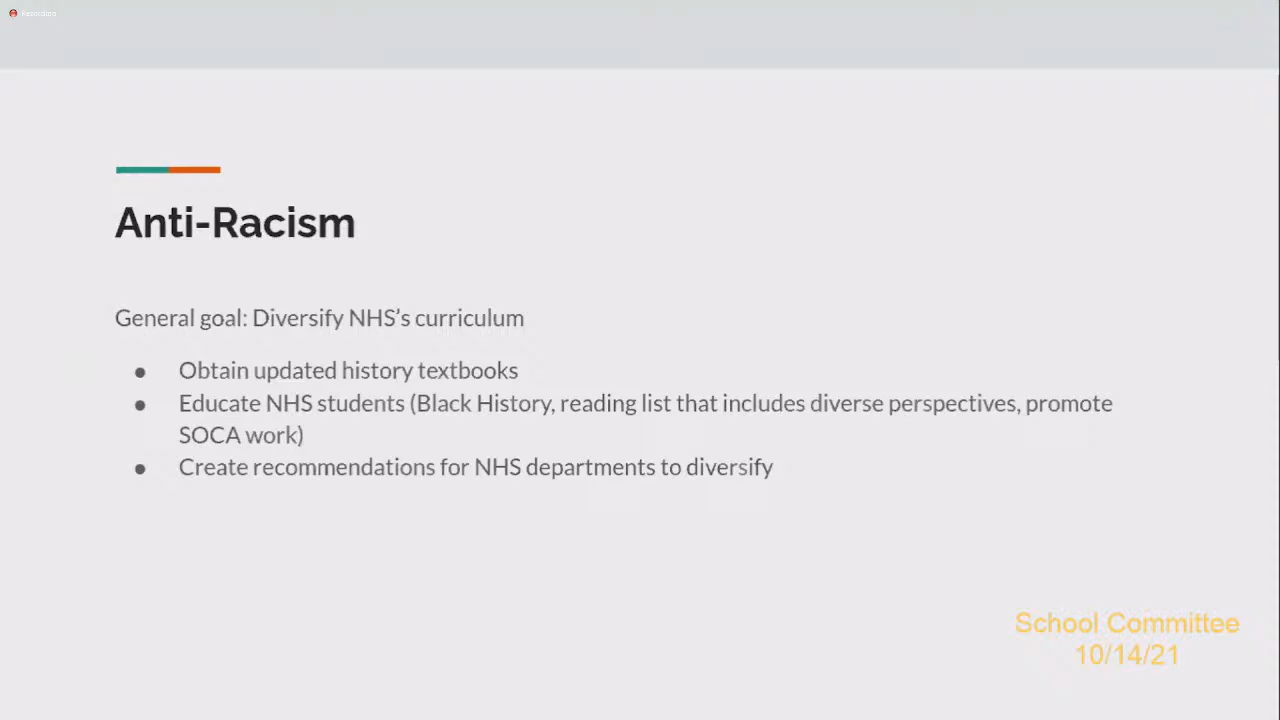 Recording
Anti-Racism
General goal: Diversify NHS's curriculum
● Obtain updated history textbooks
● Educate NHS students (Black History, reading list that includes diverse perspectives, promote
SOCA work)
● Create recommendations for NHS departments to diversify
School Committee
10/14/21